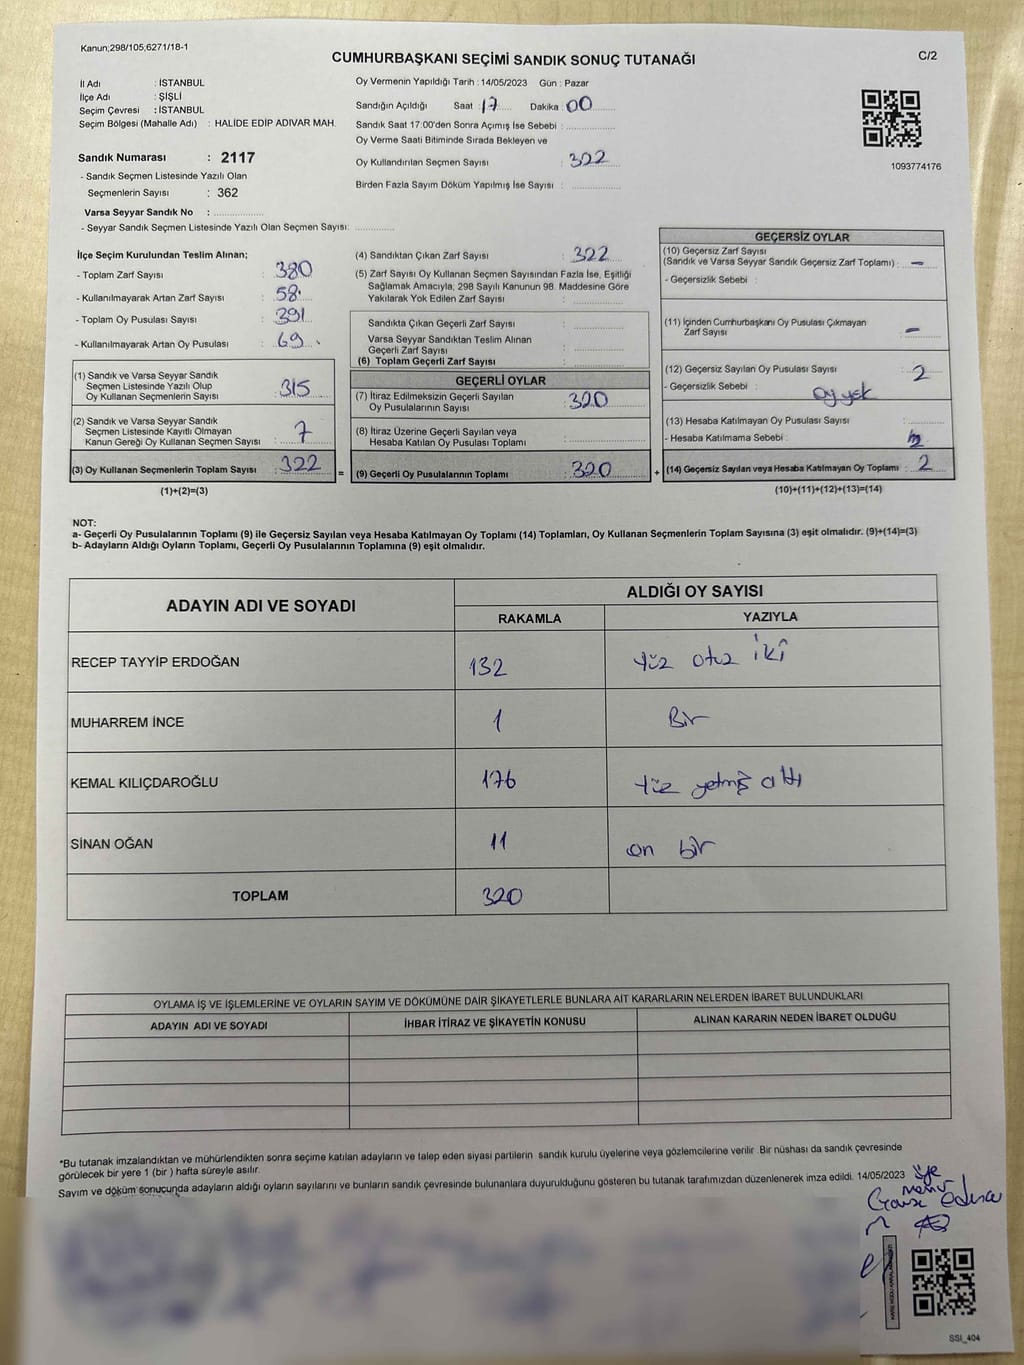 Kanun;298/105,6271/18-1
CUMHURBAŞKANI SEÇİMİ SANDIK SONUÇ TUTANAĞI
C/2
İl Adı : İSTANBUL
İlçe Adı : ŞİŞLİ
Seçim Çevresi : İSTANBUL
Seçim Bölgesi (Mahalle Adı) : HALİDE EDİP ADIVAR MAH.
Sandık Numarası : 2117
- Sandık Seçmen Listesinde Yazılı Olan
Seçmenlerin Sayısı : 362
Varsa Seyyar Sandık No :
- Seyyar Sandık Seçmen Listesinde Yazılı Olan Seçmen Sayısı:
Oy Vermenin Yapıldığı Tarih : 14/05/2023 Gün : Pazar
Sandığın Açıldığı Saat : 17 Dakika : 00
Sandık Saat 17:00'den Sonra Açımış İse Sebebi :
Oy Verme Saati Bitiminde Sırada Bekleyen ve
Oy Kullandırılan Seçmen Sayısı : 322
Birden Fazla Sayım Döküm Yapılmış İse Sayısı :
1093774176
İlçe Seçim Kurulundan Teslim Alınan;
- Toplam Zarf Sayısı : 380
- Kullanılmayarak Artan Zarf Sayısı : 58
- Toplam Oy Pusulası Sayısı : 391
- Kullanılmayarak Artan Oy Pusulası : 69
(1) Sandık ve Varsa Seyyar Sandık
Seçmen Listesinde Yazılı Olup
Oy Kullanan Seçmenlerin Sayısı : 315
(2) Sandık ve Varsa Seyyar Sandık
Seçmen Listesinde Kayıtlı Olmayan
Kanun Gereği Oy Kullanan Seçmen Sayısı : 7
(3) Oy Kullanan Seçmenlerin Toplam Sayısı : 322
(1)+(2)=(3)
(4) Sandıktan Çıkan Zarf Sayısı : 322
(5) Zarf Sayısı Oy Kullanan Seçmen Sayısından Fazla İse, Eşitliği
Sağlamak Amacıyla, 298 Sayılı Kanunun 98. Maddesine Göre
Yakılarak Yok Edilen Zarf Sayısı :
Sandıkta Çıkan Geçerli Zarf Sayısı :
Varsa Seyyar Sandıktan Teslim Alınan
Geçerli Zarf Sayısı :
(6) Toplam Geçerli Zarf Sayısı :
GEÇERLİ OYLAR
(7) İtiraz Edilmeksizin Geçerli Sayılan
Oy Pusulalarının Sayısı : 320
(8) İtiraz Üzerine Geçerli Sayılan veya
Hesaba Katılan Oy Pusulası Toplamı :
= (9) Geçerli Oy Pusulalarının Toplamı : 320 +
GEÇERSİZ OYLAR
(10) Geçersiz Zarf Sayısı
(Sandık ve Varsa Seyyar Sandık Geçersiz Zarf Toplamı) : –
- Geçersizlik Sebebi :
(11) İçinden Cumhurbaşkanı Oy Pusulası Çıkmayan
Zarf Sayısı : –
(12) Geçersiz Sayılan Oy Pusulası Sayısı : 2
- Geçersizlik Sebebi :
(13) Hesaba Katılmayan Oy Pusulası Sayısı :
- Hesaba Katılmama Sebebi :
(14) Geçersiz Sayılan veya Hesaba Katılmayan Oy Toplamı : 2
(10)+(11)+(12)+(13)=(14)
NOT:
a- Geçerli Oy Pusulalarının Toplamı (9) ile Geçersiz Sayılan veya Hesaba Katılmayan Oy Toplamı (14) Toplamları, Oy Kullanan Seçmenlerin Toplam Sayısına (3) eşit olmalıdır. (9)+(14)=(3)
b- Adayların Aldığı Oyların Toplamı, Geçerli Oy Pusulalarının Toplamına (9) eşit olmalıdır.
ADAYIN ADI VE SOYADI
ALDIĞI OY SAYISI
RAKAMLA YAZIYLA
RECEP TAYYİP ERDOĞAN 132 Yüz otuz iki
MUHARREM İNCE 1 Bir
KEMAL KILIÇDAROĞLU 176 Yüz yetmiş altı
SİNAN OĞAN 11 on bir
TOPLAM 320
OYLAMA İŞ VE İŞLEMLERİNE VE OYLARIN SAYIM VE DÖKÜMÜNE DAİR ŞİKAYETLERLE BUNLARA AİT KARARLARIN NELERDEN İBARET BULUNDUKLARI
ADAYIN ADI VE SOYADI İHBAR İTİRAZ VE ŞİKAYETİN KONUSU ALINAN KARARIN NEDEN İBARET OLDUĞU
*Bu tutanak imzalandıktan ve mühürlendikten sonra seçime katılan adayların ve talep eden siyasi partilerin sandık kurulu üyelerine veya gözlemcilerine verilir. Bir nüshası da sandık çevresinde
görülecek bir yere 1 (bir ) hafta süreyle asılır.
Sayım ve döküm sonucunda adayların aldığı oyların sayılarını ve bunların sandık çevresinde bulunanlara duyurulduğunu gösteren bu tutanak tarafımızdan düzenlenerek imza edildi. 14/05/2023
üye
SSI_404